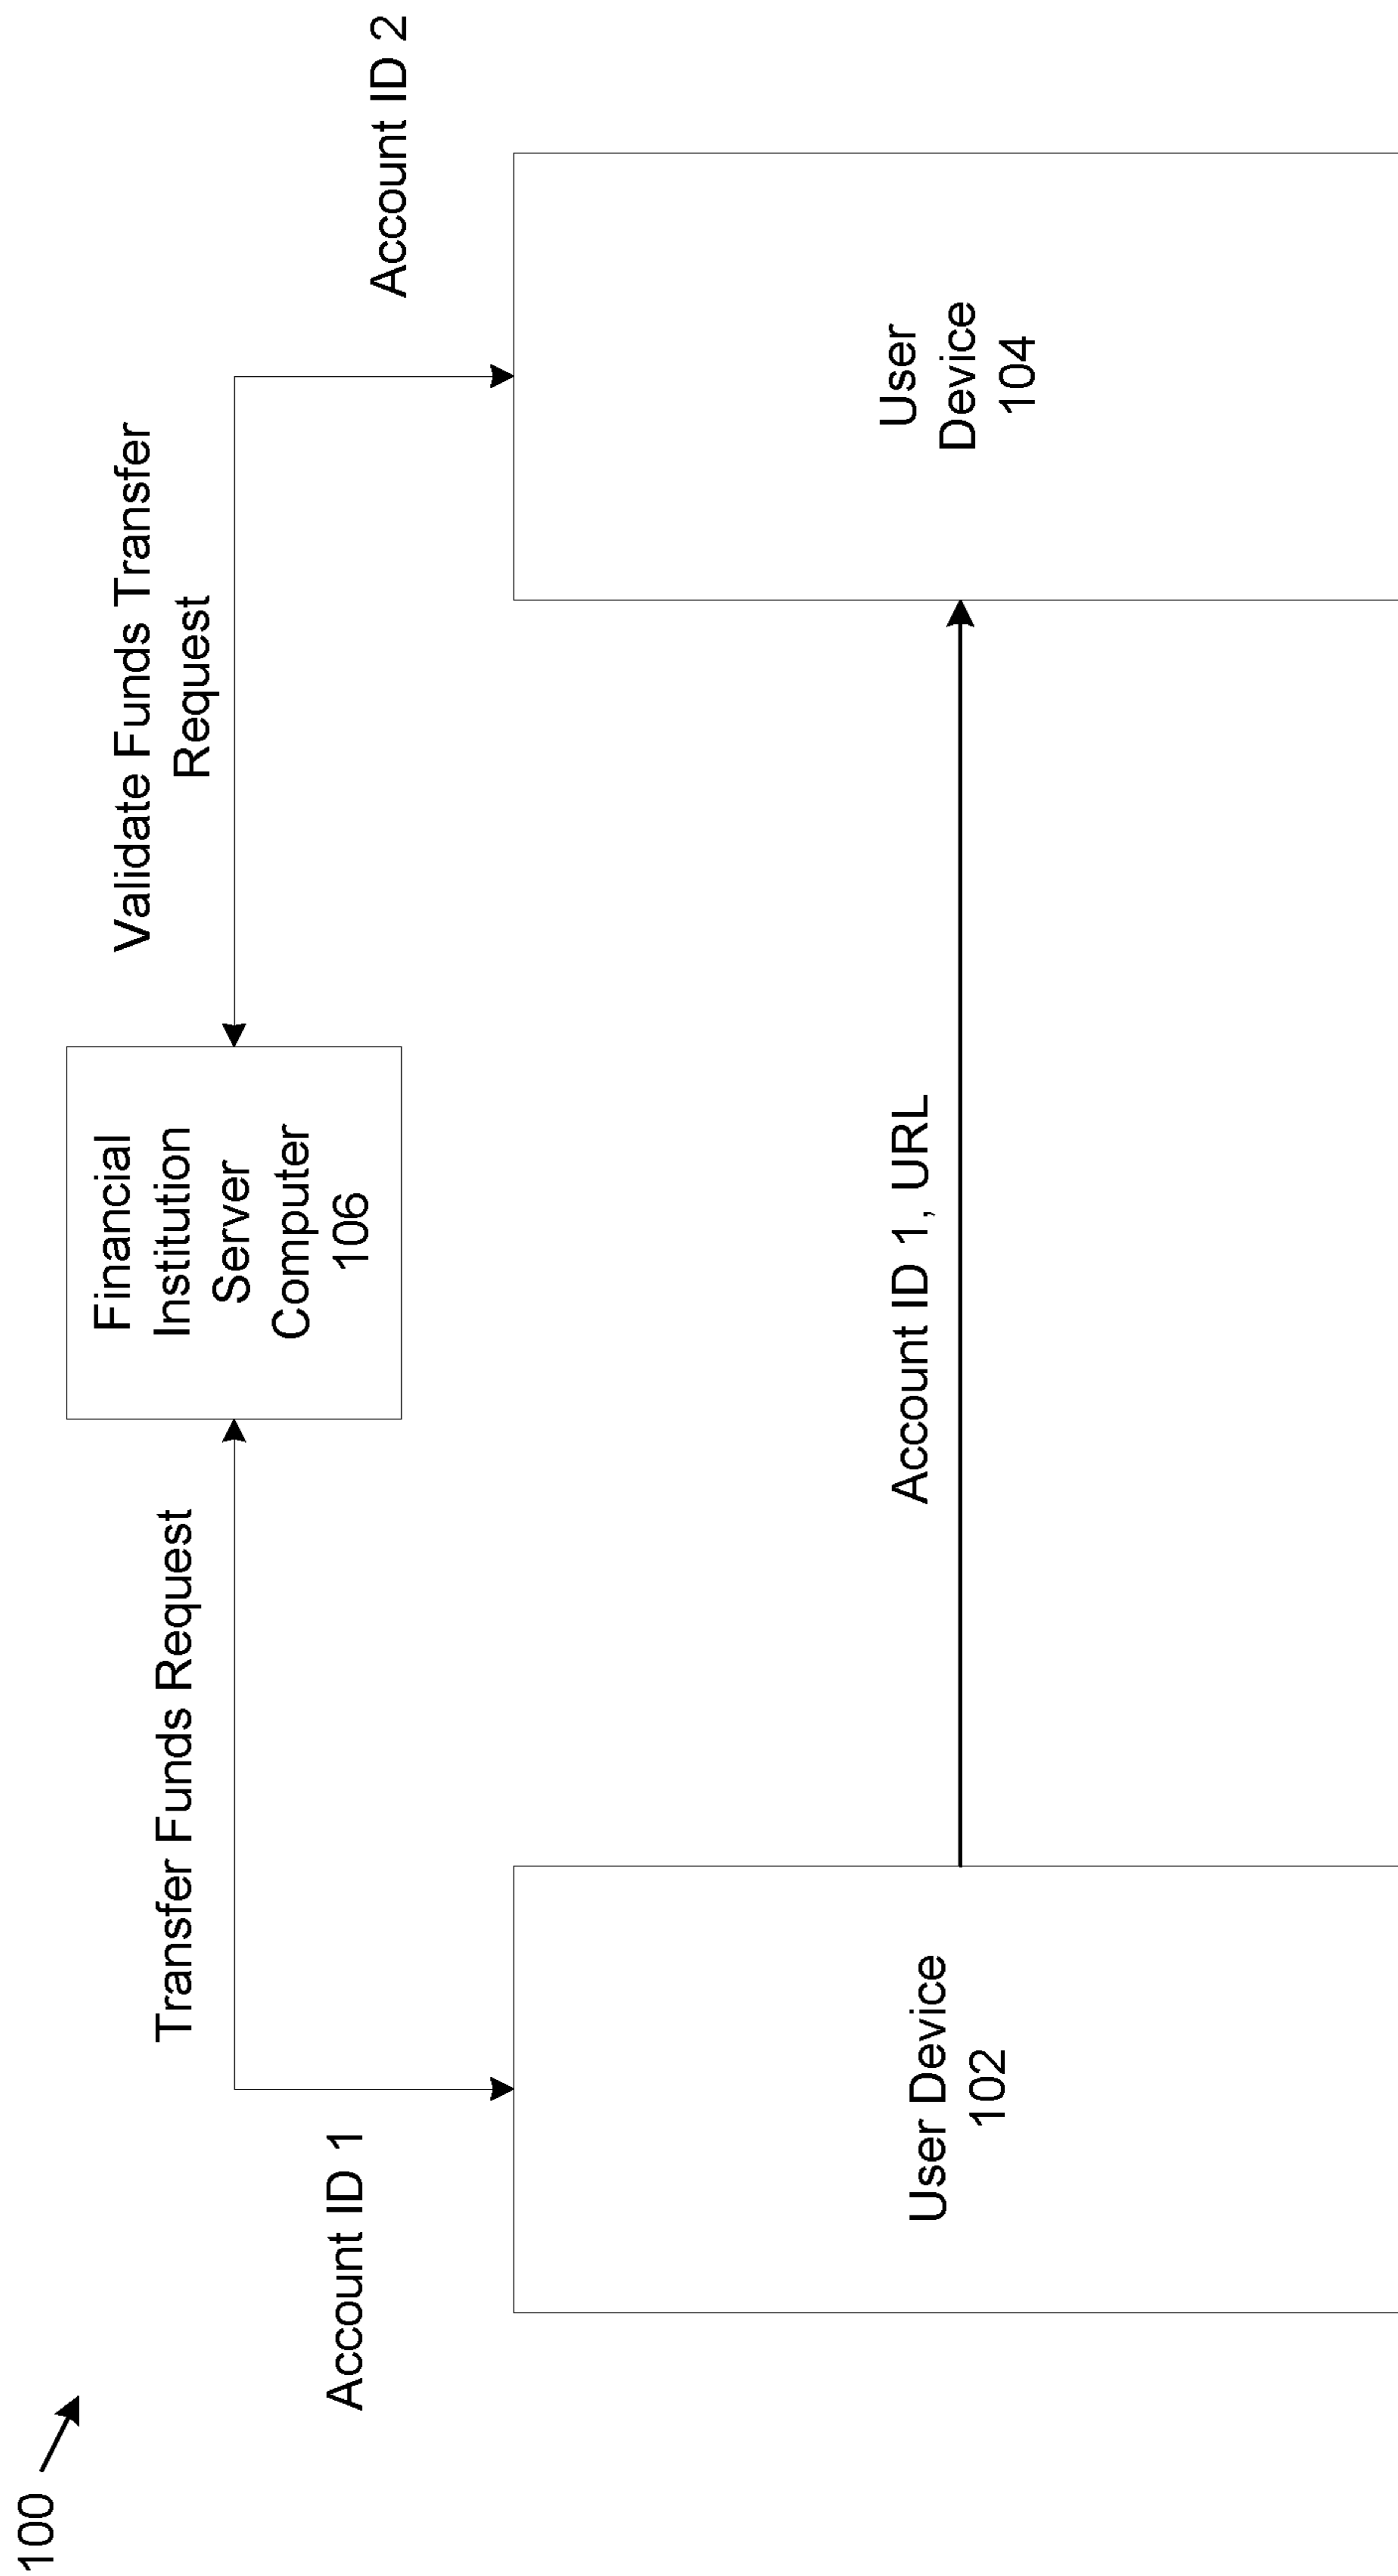 100
Transfer Funds Request
Validate Funds Transfer
Request
Financial
Institution
Server
Computer
106
Account ID 1
Account ID 2
User Device
102
Account ID 1, URL
User
Device
104